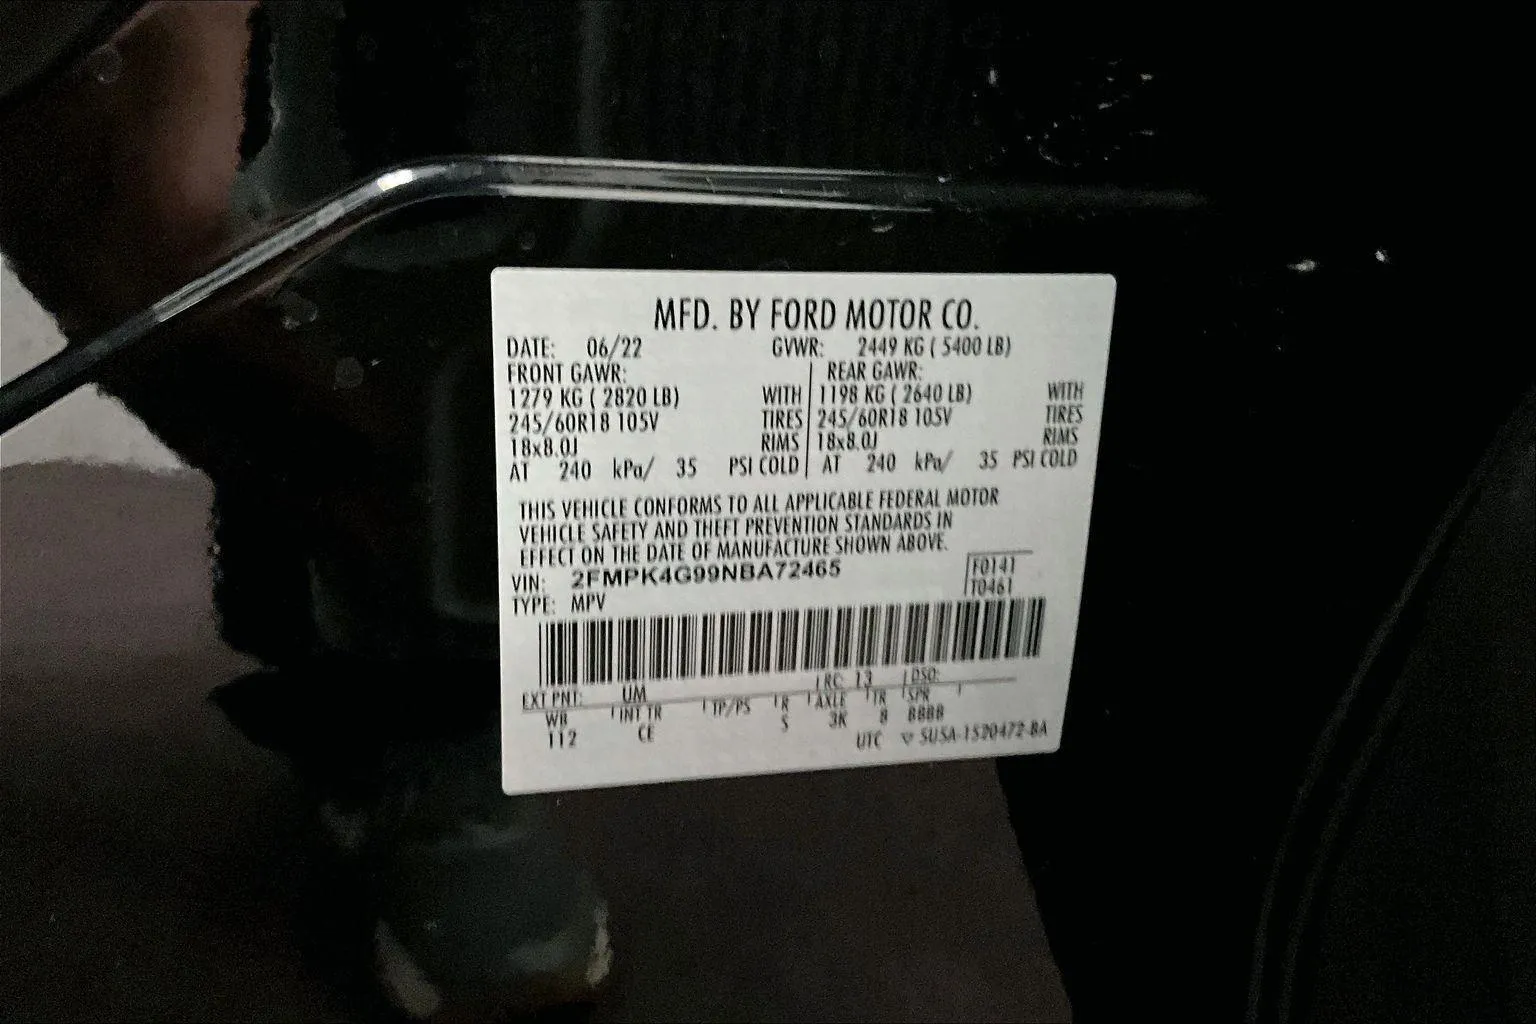 MFD. BY FORD MOTOR CO.
DATE: 06/22 GVWR: 2449 KG ( 5400 LB)
FRONT GAWR: REAR GAWR:
1279 KG ( 2820 LB) WITH 1198 KG ( 2640 LB) WITH
245/60R18 105V TIRES 245/60R18 105V TIRES
18x8.0J RIMS 18x8.0J RIMS
AT 240 kPa/ 35 PSI COLD AT 240 kPa/ 35 PSI COLD
THIS VEHICLE CONFORMS TO ALL APPLICABLE FEDERAL MOTOR
VEHICLE SAFETY AND THEFT PREVENTION STANDARDS IN
EFFECT ON THE DATE OF MANUFACTURE SHOWN ABOVE.
VIN: 2FMPK4G99NBA72465 F0141
TYPE: MPV T0461
EXT PNT: UM RC: 13 DSO:
WB INT TR TP/PS R AXLE TR SPR
112 CE S 3K 8 BBBB
UTC ▽ 5USA-1520472-BA